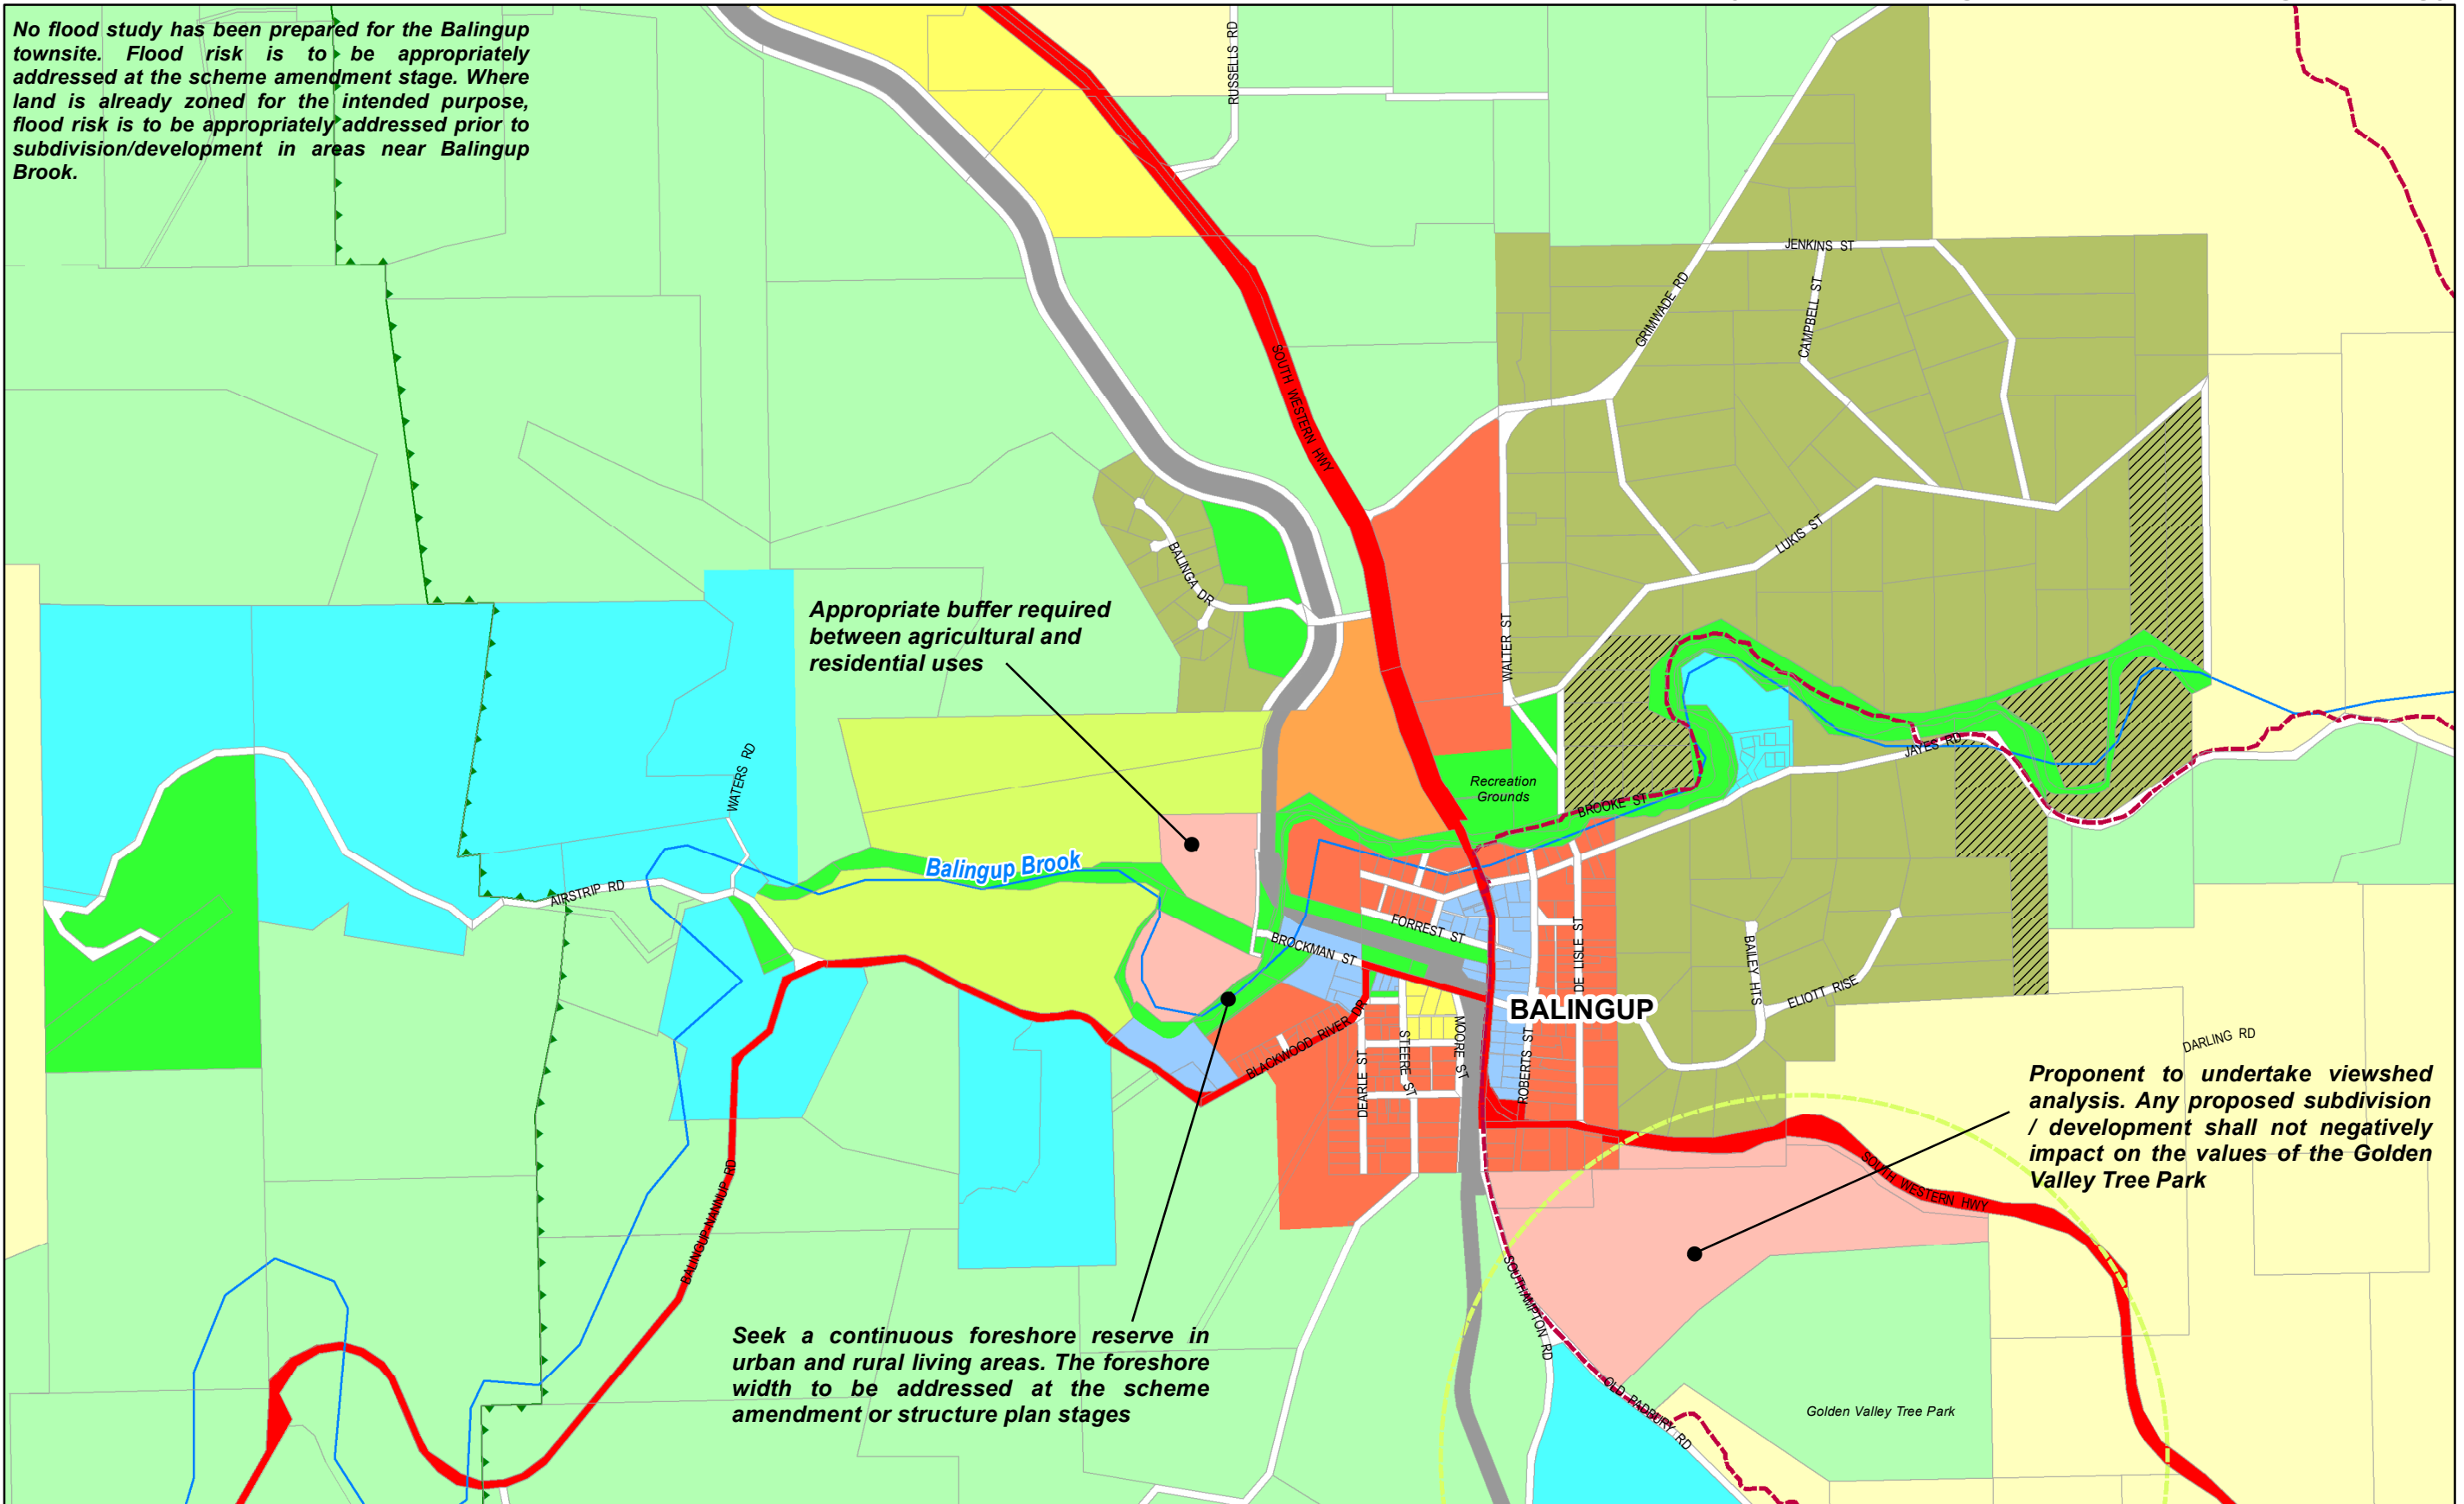 No flood study has been prepared for the Balingup
townsite. Flood risk is to be appropriately
addressed at the scheme amendment stage. Where
land is already zoned for the intended purpose,
flood risk is to be appropriately addressed prior to
subdivision/development in areas near Balingup
Brook.
RUSSELLS RD
JENKINS ST
GRIMWADE RD
CAMPBELL ST
SOUTH WESTERN HWY
LUKIS ST
BALINGA DR
Appropriate buffer required
between agricultural and
residential uses
WALTER ST
WATERS RD
JAYES RD
Recreation
Grounds
BROOKE ST
Balingup Brook
AIRSTRIP RD
FORREST ST
BROCKMAN ST
DE LISLE ST
BAILEY HTS
ELIOTT RISE
BALINGUP
BLACKWOOD RIVER DR
DEARLE ST
STEERE ST
MOORE ST
ROBERTS ST
DARLING RD
Proponent to undertake viewshed
analysis. Any proposed subdivision
/ development shall not negatively
impact on the values of the Golden
Valley Tree Park
SOUTH WESTERN HWY
BALINGUP-NANNUP RD
SOUTHAMPTON RD
Seek a continuous foreshore reserve in
urban and rural living areas. The foreshore
width to be addressed at the scheme
amendment or structure plan stages
OLD PADBURY RD
Golden Valley Tree Park